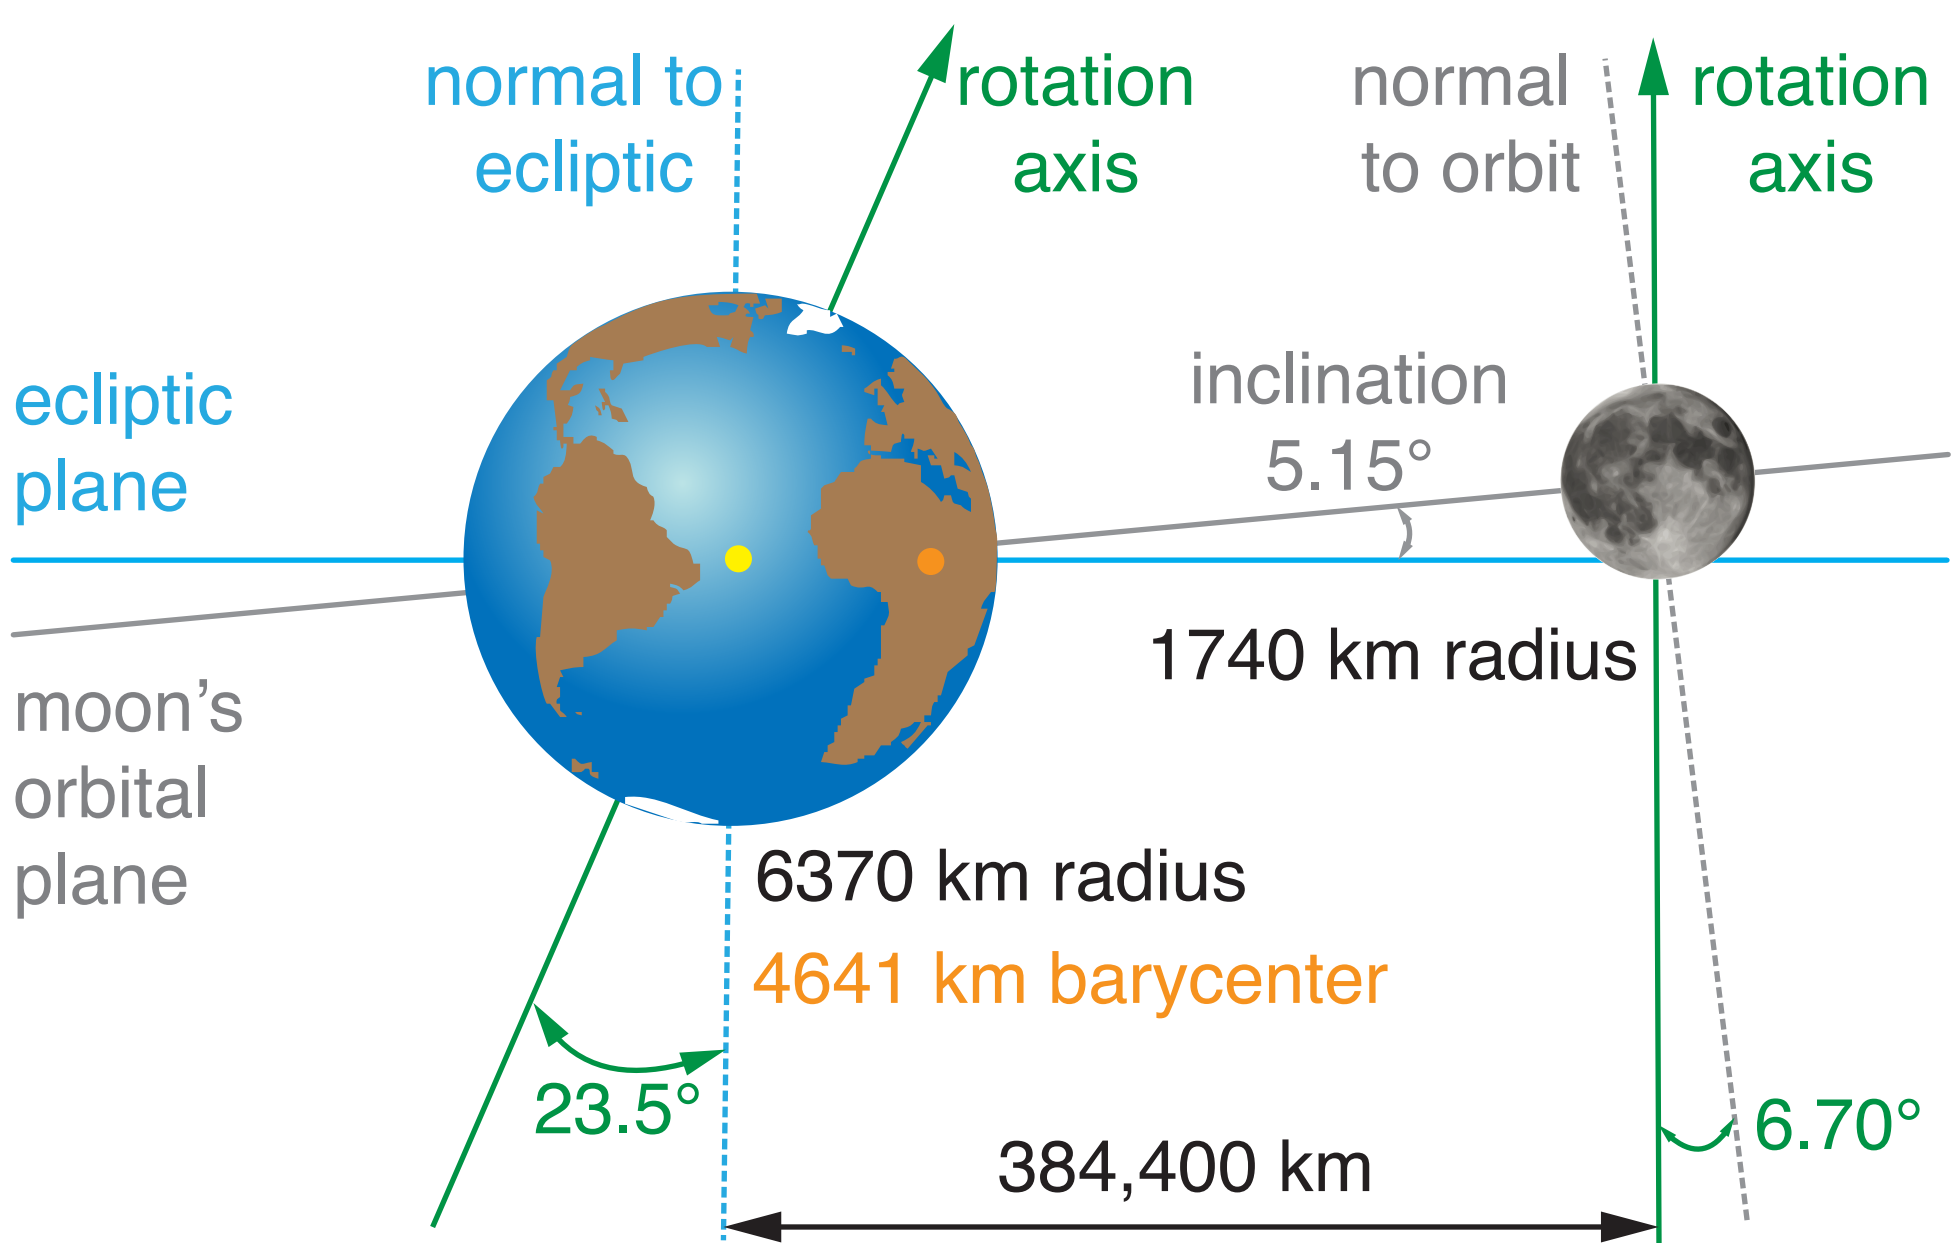 normal to
ecliptic
rotation
axis
normal
to orbit
rotation
axis
ecliptic
plane
inclination
5.15°
moon’s
orbital
plane
1740 km radius
6370 km radius
4641 km barycenter
23.5°
384,400 km
6.70°